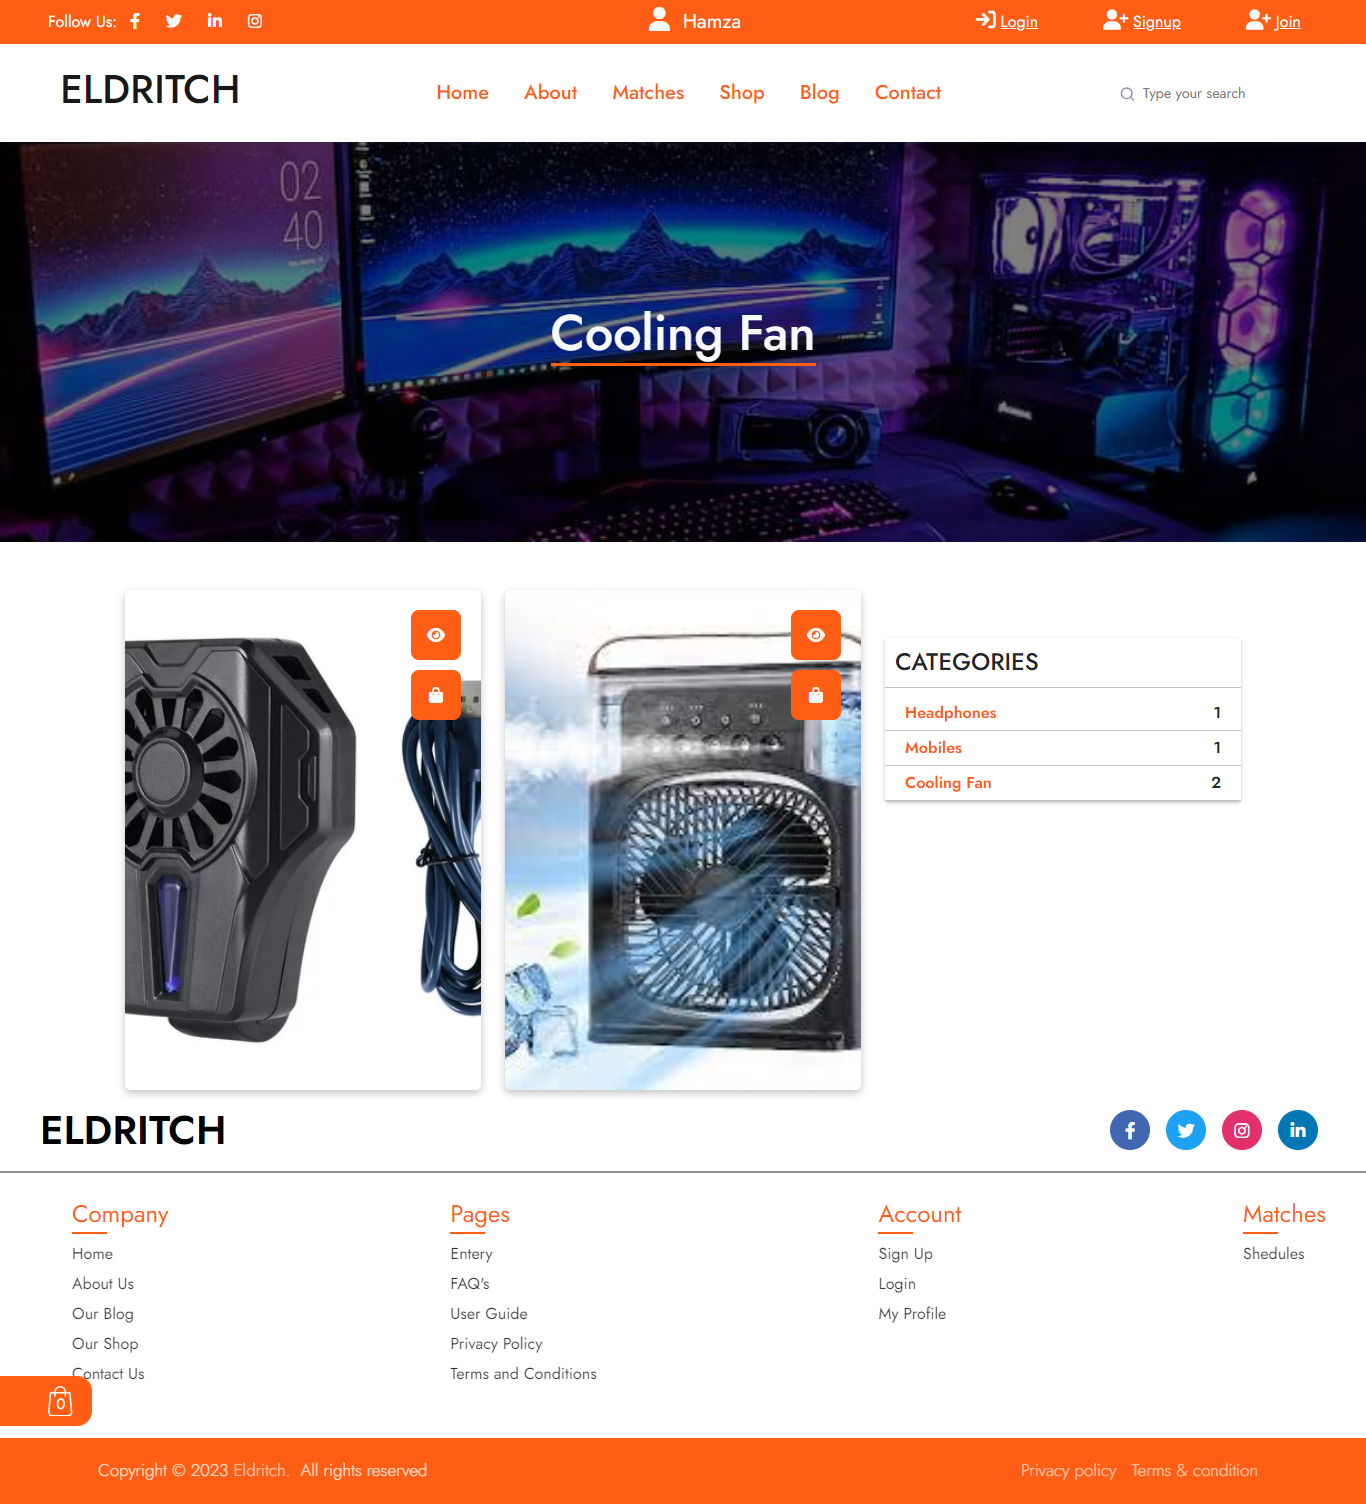 Follow Us:
Hamza
Login
Signup
Join
ELDRITCH
Home
About
Matches
Shop
Blog
Contact
Type your search
02
40
Cooling Fan
CATEGORIES
Headphones 1
Mobiles 1
Cooling Fan 2
ELDRITCH
Company
Home
About Us
Our Blog
Our Shop
Contact Us
Pages
Entery
FAQ's
User Guide
Privacy Policy
Terms and Conditions
Account
Sign Up
Login
My Profile
Matches
Shedules
0
Copyright © 2023 Eldritch. All rights reserved
Privacy policy
Terms & condition